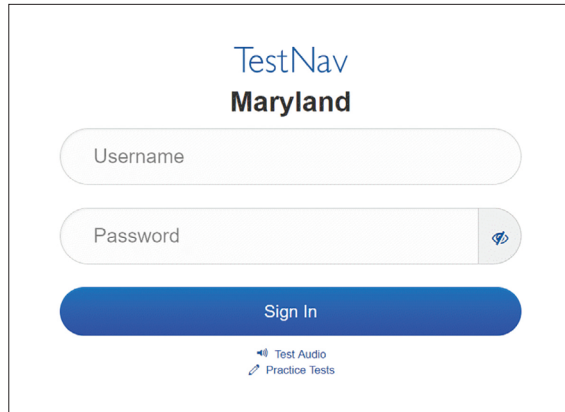 TestNav
Maryland
Username
Password
Sign In
Test Audio
Practice Tests